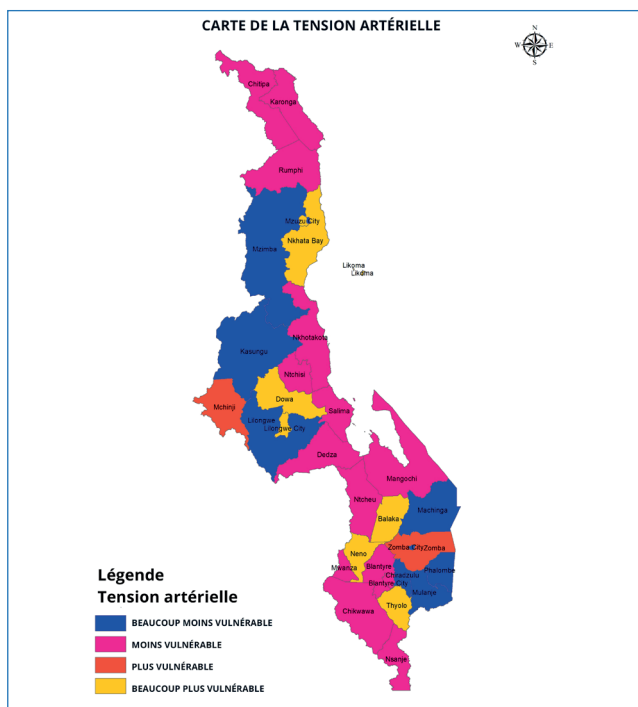 CARTE DE LA TENSION ARTÉRIELLE
N
W E
S
Chitipa
Karonga
Rumphi
Mzuzu City
Mzimba
Nkhata Bay
Likoma
Likoma
Nkhotakota
Kasungu
Ntchisi
Dowa
Mchinji
Salima
Lilongwe
Lilongwe City
Dedza
Mangochi
Ntcheu
Machinga
Balaka
Zomba City Zomba
Neno
Blantyre
Mwanza
Phalombe
Chiradzulu
Blantyre City
Mulanje
Thyolo
Chikwawa
Nsanje
Légende
Tension artérielle
BEAUCOUP MOINS VULNÉRABLE
MOINS VULNÉRABLE
PLUS VULNÉRABLE
BEAUCOUP PLUS VULNÉRABLE